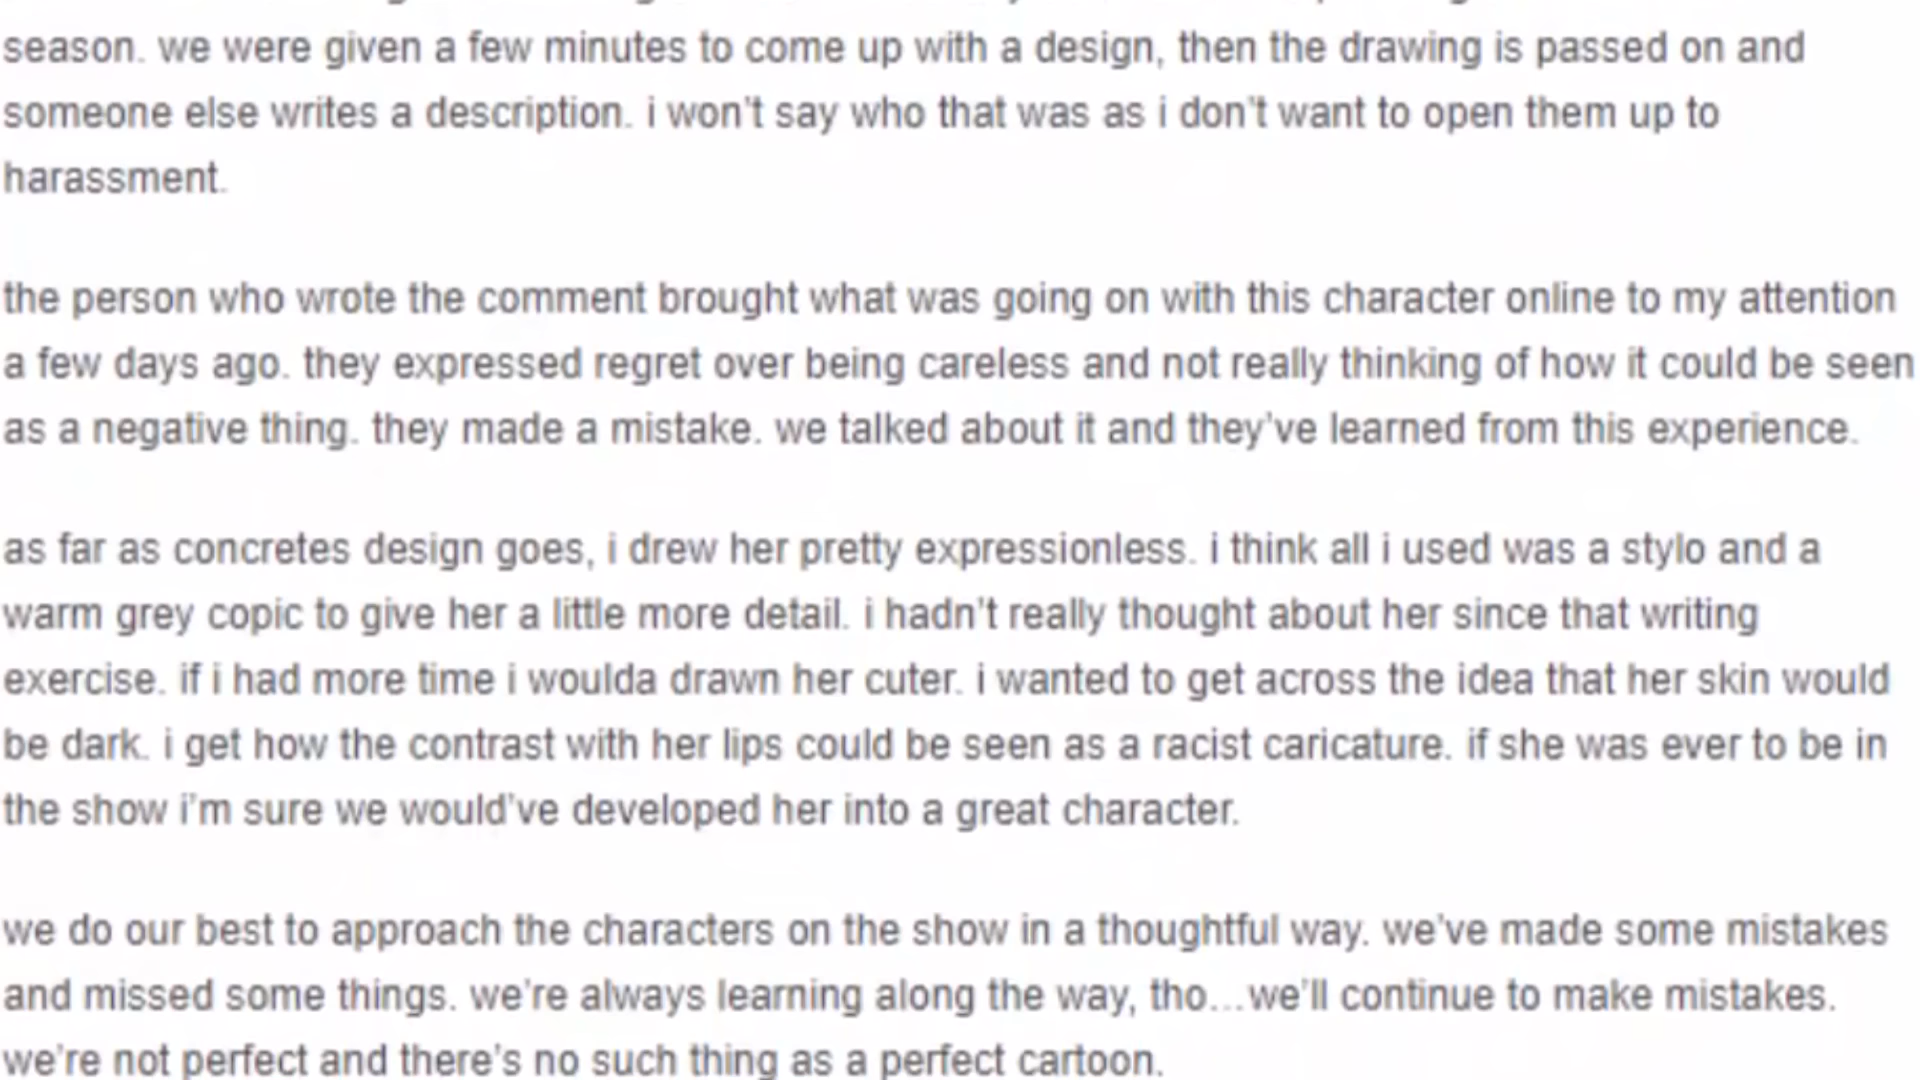 season. we were given a few minutes to come up with a design, then the drawing is passed on and
someone else writes a description. i won't say who that was as i don't want to open them up to
harassment.
the person who wrote the comment brought what was going on with this character online to my attention
a few days ago. they expressed regret over being careless and not really thinking of how it could be seen
as a negative thing. they made a mistake. we talked about it and they've learned from this experience.
as far as concretes design goes, i drew her pretty expressionless. i think all i used was a stylo and a
warm grey copic to give her a little more detail. i hadn't really thought about her since that writing
exercise. if i had more time i woulda drawn her cuter. i wanted to get across the idea that her skin would
be dark. i get how the contrast with her lips could be seen as a racist caricature. if she was ever to be in
the show i'm sure we would've developed her into a great character.
we do our best to approach the characters on the show in a thoughtful way. we've made some mistakes
and missed some things. we're always learning along the way, tho...we'll continue to make mistakes.
we're not perfect and there's no such thing as a perfect cartoon.